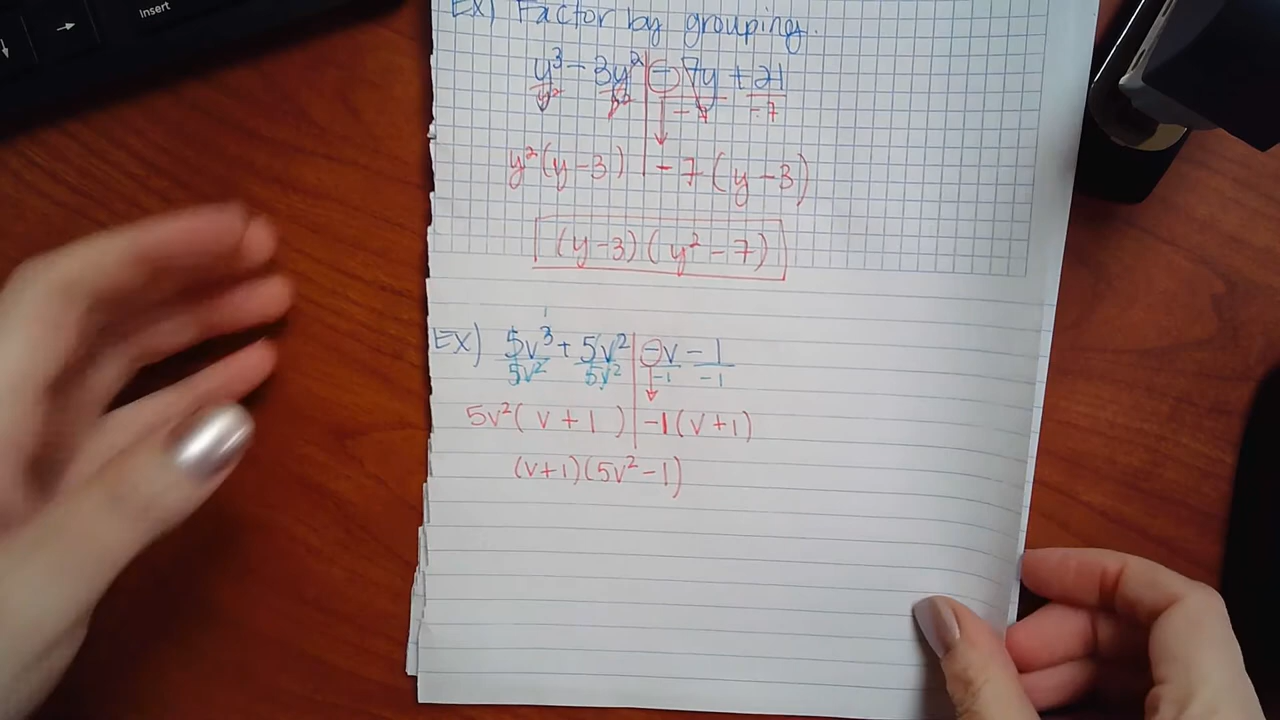 Insert
Ex) Factor by grouping.
y³ - 3y² - 7y + 21
y² y² -7 -7
y²(y-3) -7(y-3)
(y-3)(y²-7)
Ex) 5v³ + 5v² - v - 1
5v² 5v² -1 -1
5v²(v+1) -1(v+1)
(v+1)(5v²-1)